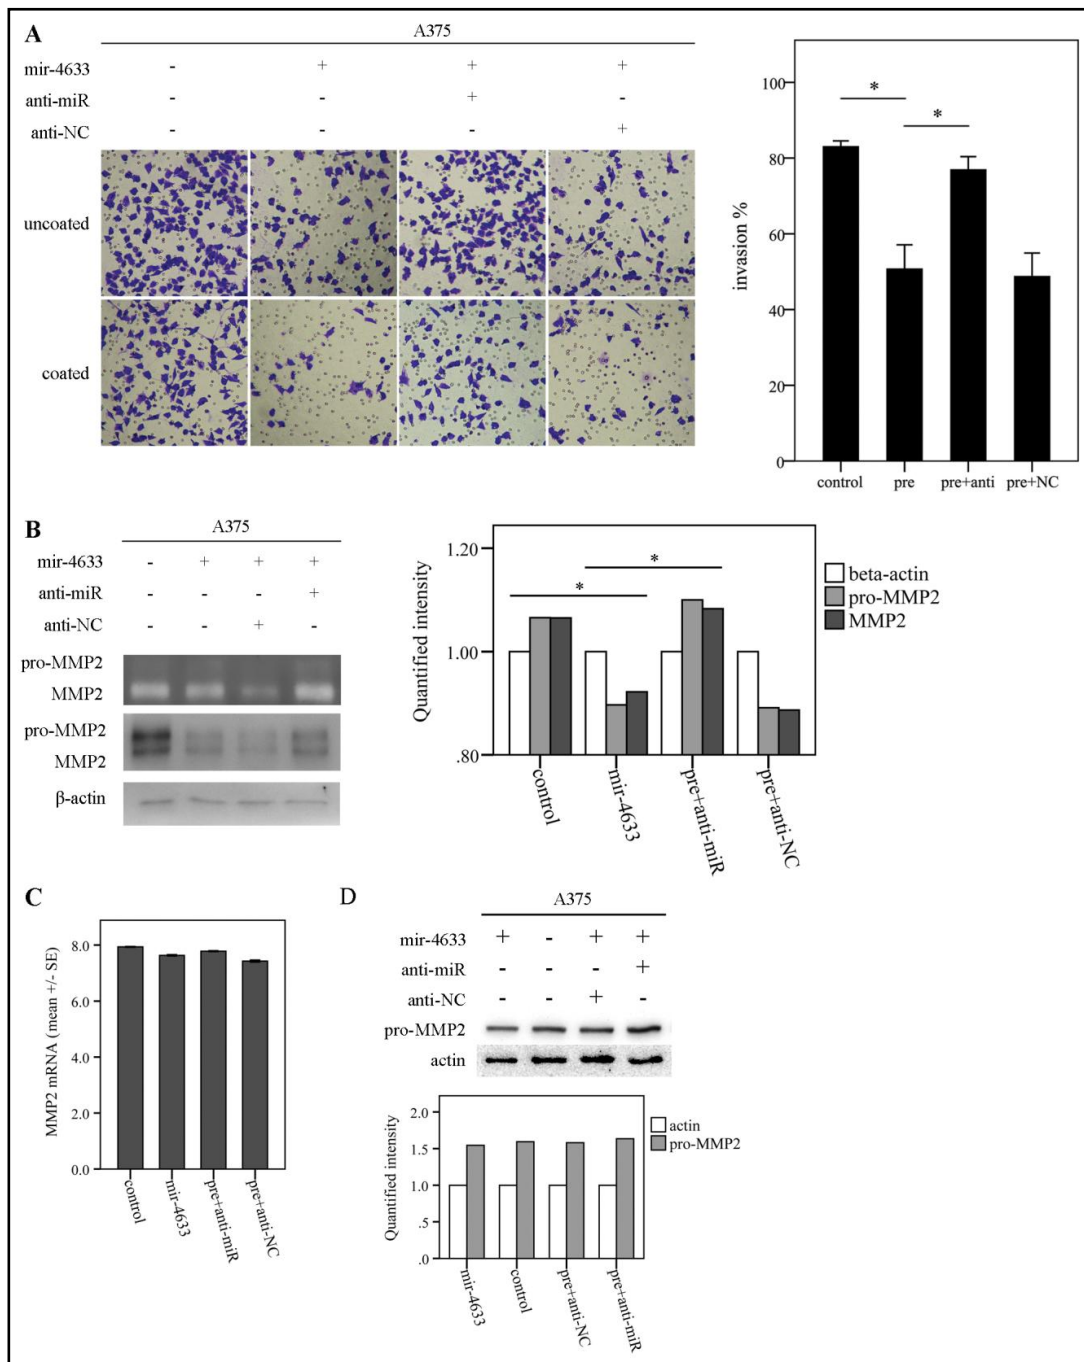 A
A375
mir-4633 - + + +
anti-miR - - + -
anti-NC - - - +
uncoated
coated
invasion %
100
80
60
40
20
0
* *
control pre pre+anti pre+NC
B
A375
mir-4633 - + + +
anti-miR - - - +
anti-NC - - + -
pro-MMP2
MMP2
pro-MMP2
MMP2
β-actin
Quantified intensity
1.20
1.00
.80
* *
beta-actin
pro-MMP2
MMP2
control
mir-4633
pre+anti-miR
pre+anti-NC
C
MMP2 mRNA (mean +/- SE)
8.0
6.0
4.0
2.0
0.0
control
mir-4633
pre+anti-miR
pre+anti-NC
D
A375
mir-4633 + - + +
anti-miR - - - +
anti-NC - - + -
pro-MMP2
actin
Quantified intensity
2.0
1.5
1.0
.5
.0
actin
pro-MMP2
mir-4633
control
pre+anti-NC
pre+anti-miR